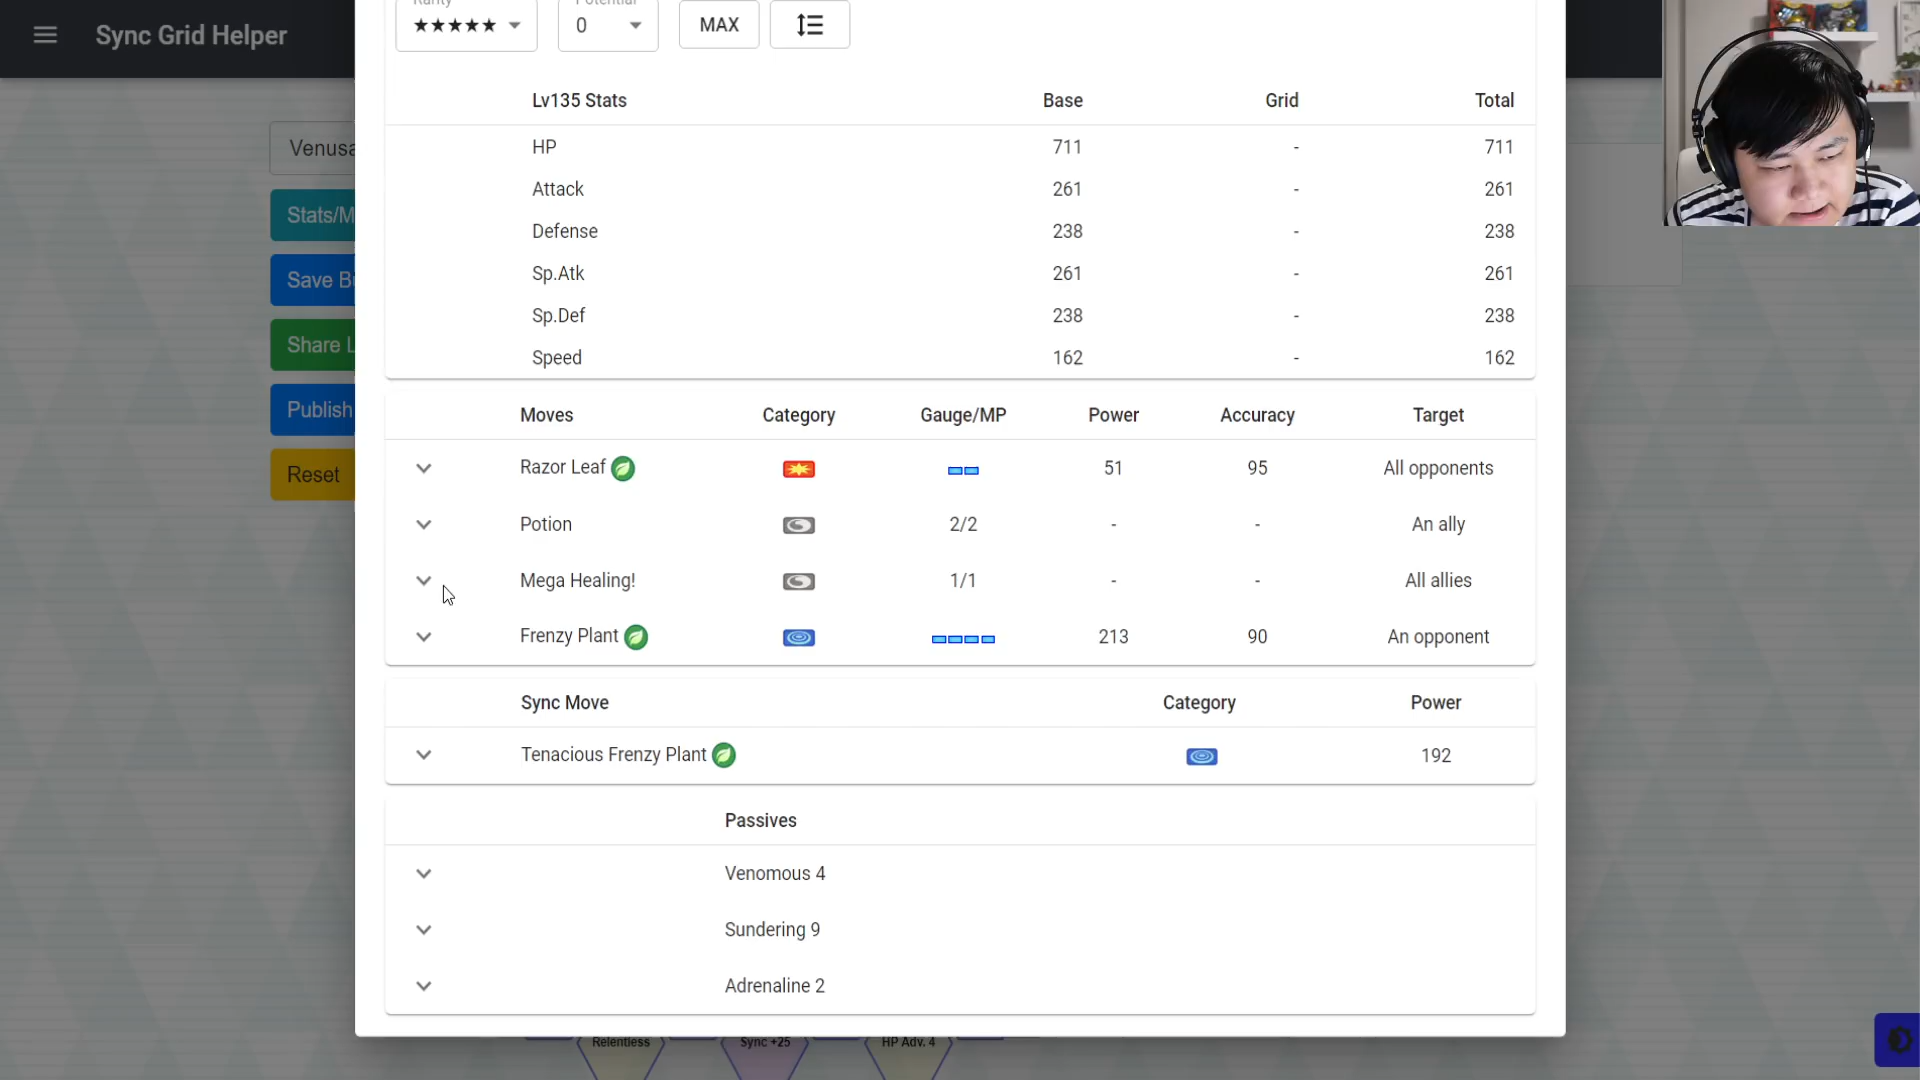 Sync Grid Helper
Rarity
Potential
★★★★★
0
MAX
Venusa
Stats/M
Save Bu
Share L
Publish
Reset
Lv135 Stats Base Grid Total
HP 711 - 711
Attack 261 - 261
Defense 238 - 238
Sp.Atk 261 - 261
Sp.Def 238 - 238
Speed 162 - 162
Moves Category Gauge/MP Power Accuracy Target
Razor Leaf 51 95 All opponents
Potion 2/2 - - An ally
Mega Healing! 1/1 - - All allies
Frenzy Plant 213 90 An opponent
Sync Move Category Power
Tenacious Frenzy Plant 192
Passives
Venomous 4
Sundering 9
Adrenaline 2
Relentless Sync +25 HP Adv. 4